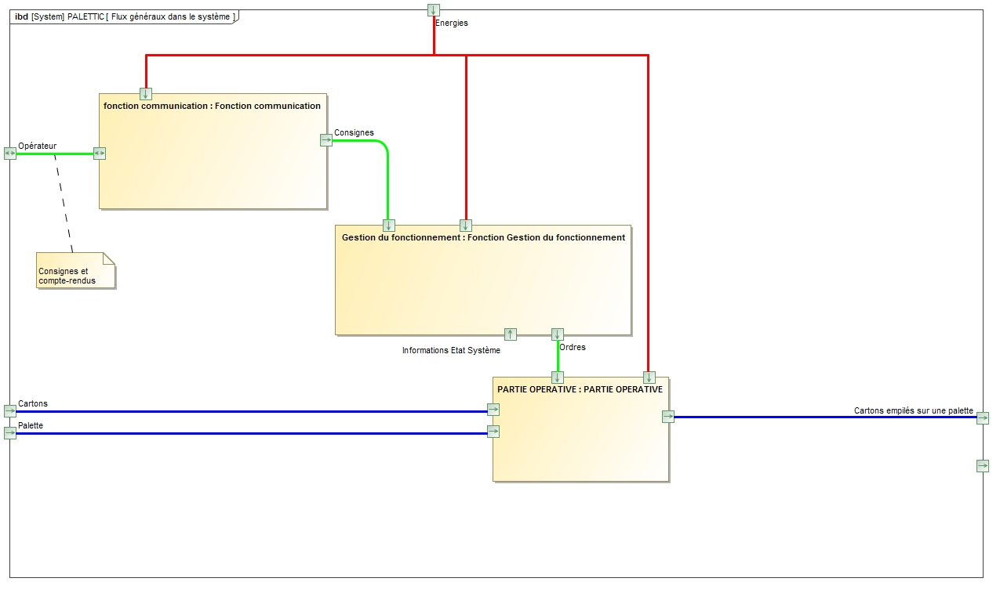 ibd [System] PALETTIC [ Flux généraux dans le système ]
Energies
fonction communication : Fonction communication
Consignes
Opérateur
Gestion du fonctionnement : Fonction Gestion du fonctionnement
Consignes et
compte-rendus
Informations Etat Système
Ordres
PARTIE OPERATIVE : PARTIE OPERATIVE
Cartons
Cartons empilés sur une palette
Palette